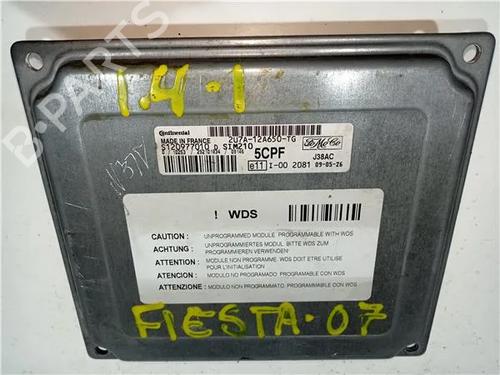 B-PARTS
1.4-I
Continental
MADE IN FRANCE
2U7A-12A650-TG
S120977010 D SIM210
5CPF
FoMoCo
J38AC
e11 I-00 2081 09-05-26
! WDS
CAUTION : UNPROGRAMMED MODULE. PROGRAMMABLE WITH WDS
ACHTUNG : UNPROGRAMMIERTES MODUL. BITTE WDS ZUM
PROGRAMMIEREN VERWENDEN!
ATTENTION : MODULE NON PROGRAMME. WDS DOIT ETRE UTILISE
POUR L'INITIALISATION
ATENCION : MODULO NO PROGRAMADO. PROGRAMMABLE CON WDS
ATTENZIONE : MODULO NON PROGRAMMATO. PROGRAMMABILE CON WDS
FIESTA-07